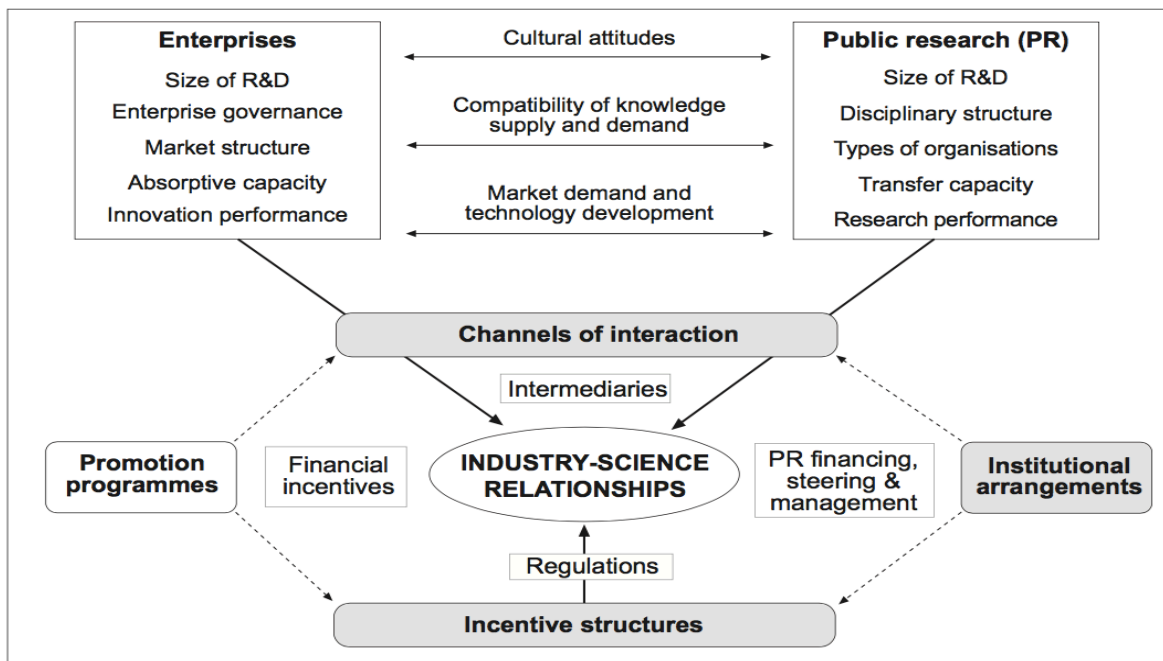 Enterprises
Size of R&D
Enterprise governance
Market structure
Absorptive capacity
Innovation performance
Cultural attitudes
Compatibility of knowledge
supply and demand
Market demand and
technology development
Public research (PR)
Size of R&D
Disciplinary structure
Types of organisations
Transfer capacity
Research performance
Channels of interaction
Intermediaries
Promotion
programmes
Financial
incentives
INDUSTRY-SCIENCE
RELATIONSHIPS
PR financing,
steering &
management
Institutional
arrangements
Regulations
Incentive structures